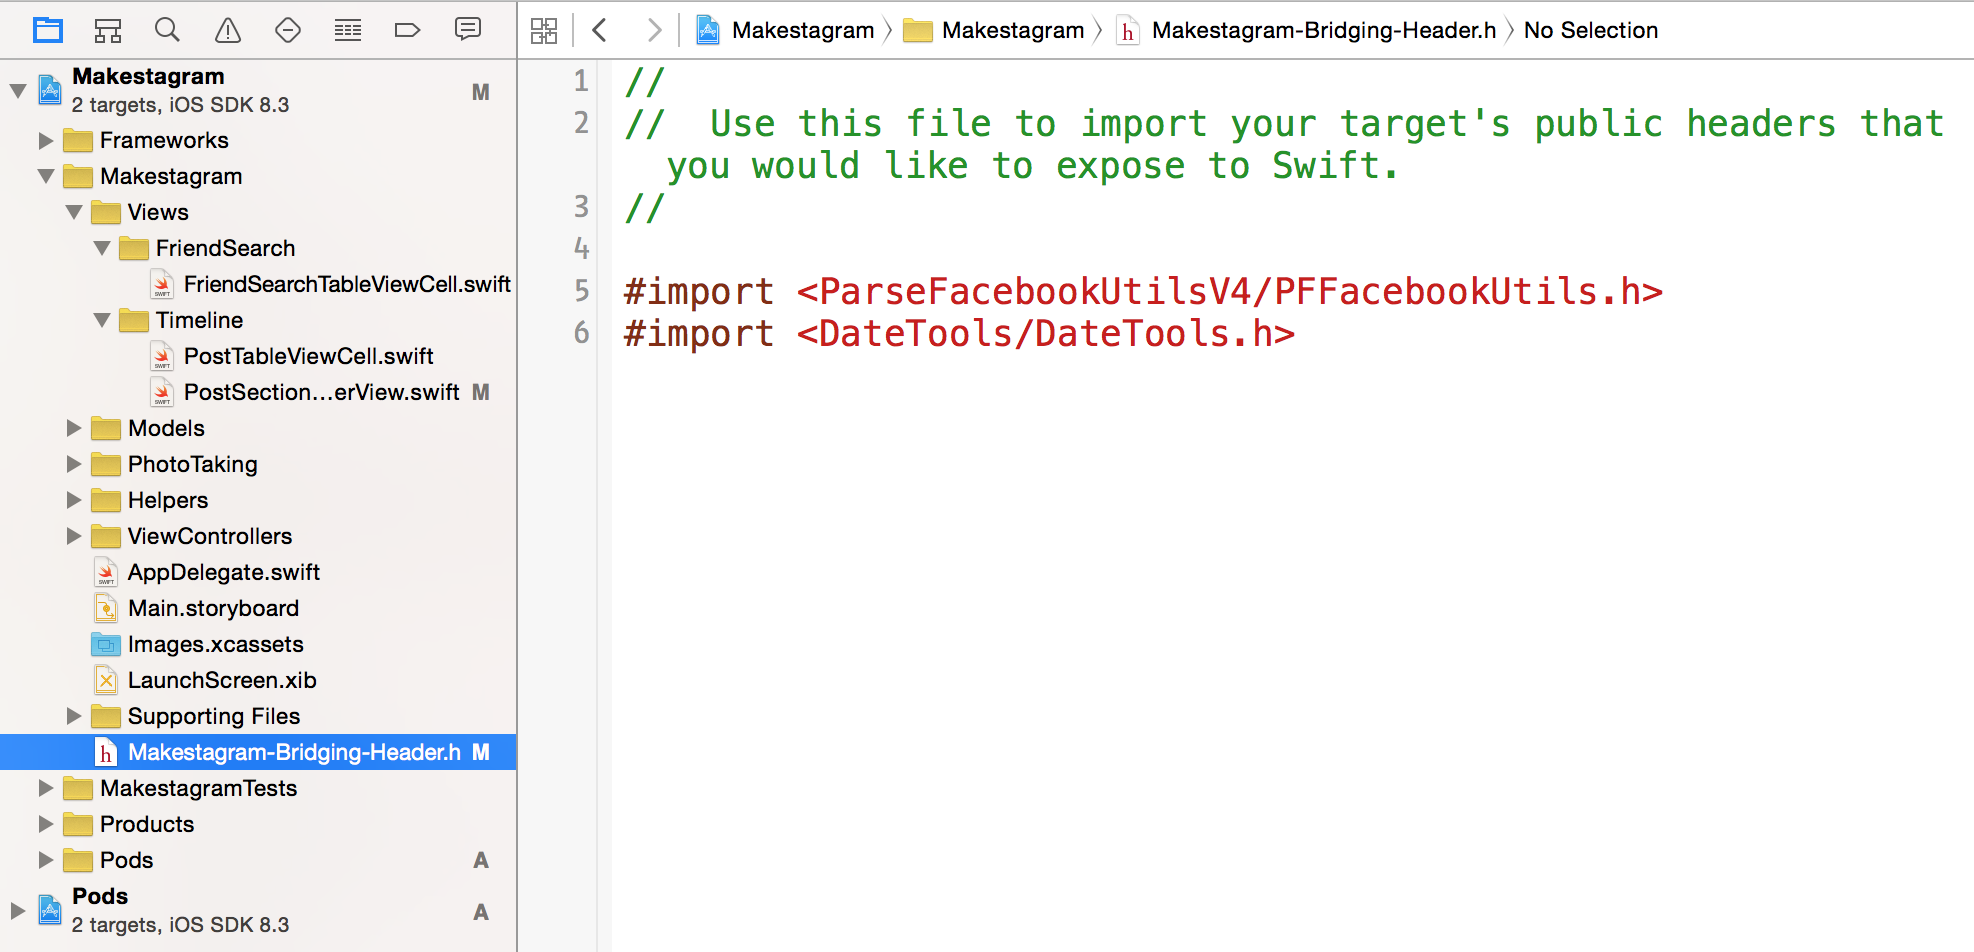 Makestagram
2 targets, iOS SDK 8.3
M
Frameworks
Makestagram
Views
FriendSearch
FriendSearchTableViewCell.swift
Timeline
PostTableViewCell.swift
PostSection...erView.swift M
Models
PhotoTaking
Helpers
ViewControllers
AppDelegate.swift
Main.storyboard
Images.xcassets
LaunchScreen.xib
Supporting Files
h Makestagram-Bridging-Header.h M
MakestagramTests
Products
Pods A
Pods
2 targets, iOS SDK 8.3
A
Makestagram Makestagram h Makestagram-Bridging-Header.h No Selection
1 //
2 // Use this file to import your target's public headers that
you would like to expose to Swift.
3 //
4
5 #import <ParseFacebookUtilsV4/PFFacebookUtils.h>
6 #import <DateTools/DateTools.h>